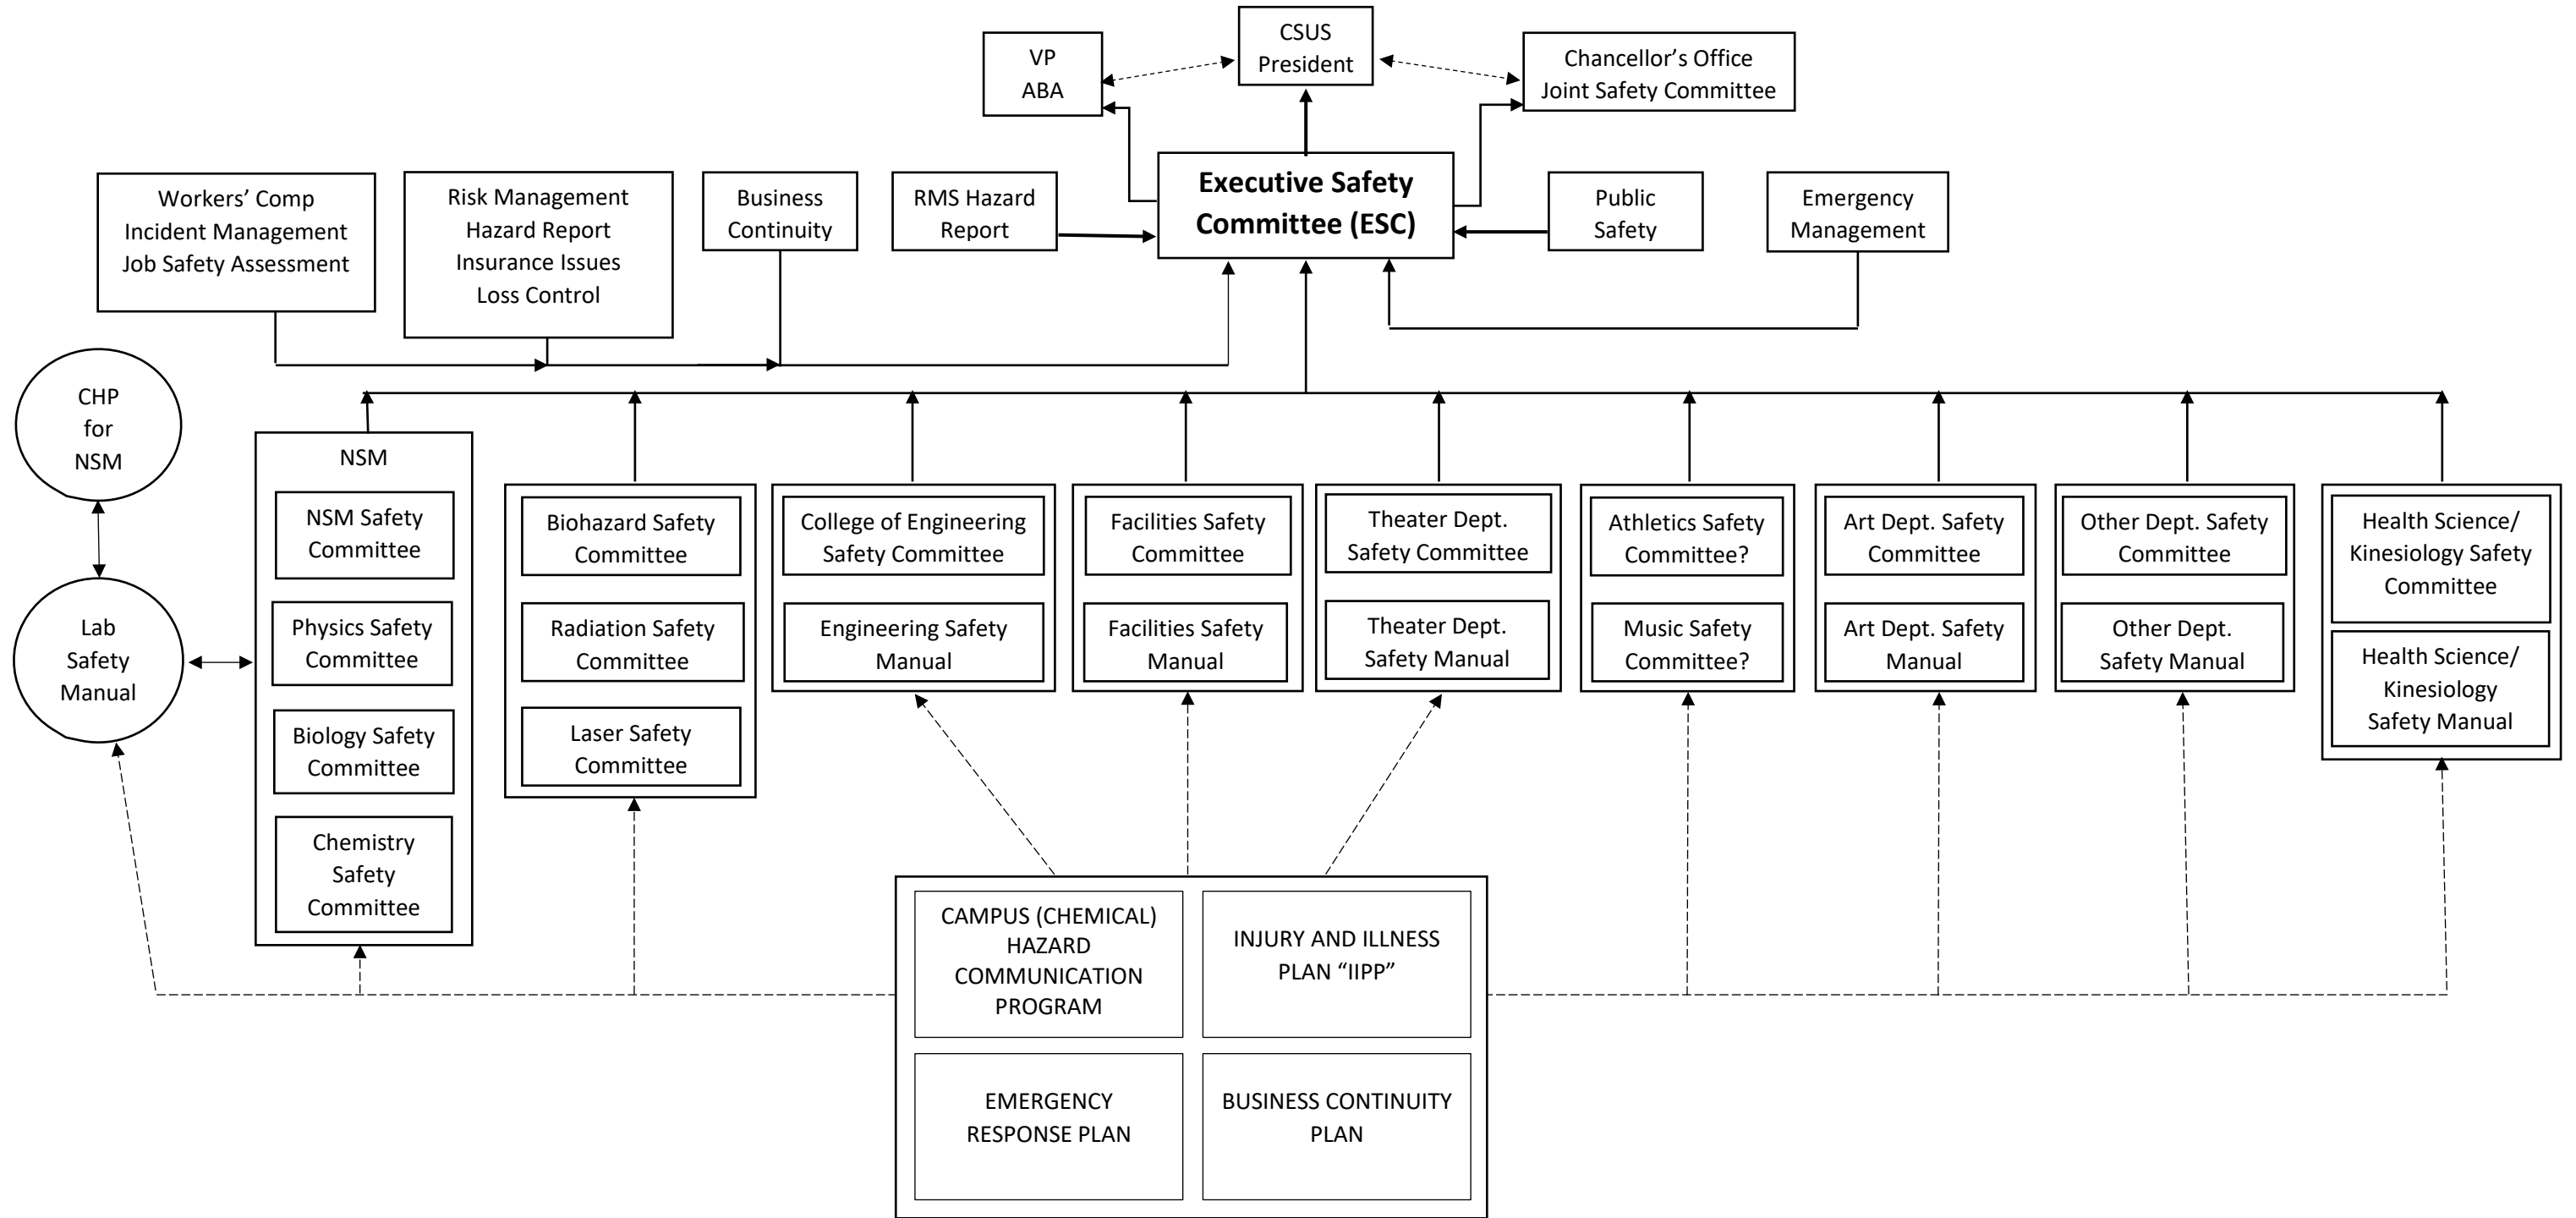 CSUS
President
VP
ABA
Chancellor’s Office
Joint Safety Committee
Executive Safety
Committee (ESC)
Workers’ Comp
Incident Management
Job Safety Assessment
Risk Management
Hazard Report
Insurance Issues
Loss Control
Business
Continuity
RMS Hazard
Report
Public
Safety
Emergency
Management
CHP
for
NSM
Lab
Safety
Manual
NSM
NSM Safety
Committee
Physics Safety
Committee
Biology Safety
Committee
Chemistry
Safety
Committee
Biohazard Safety
Committee
Radiation Safety
Committee
Laser Safety
Committee
College of Engineering
Safety Committee
Engineering Safety
Manual
Facilities Safety
Committee
Facilities Safety
Manual
Theater Dept.
Safety Committee
Theater Dept.
Safety Manual
Athletics Safety
Committee?
Music Safety
Committee?
Art Dept. Safety
Committee
Art Dept. Safety
Manual
Other Dept. Safety
Committee
Other Dept.
Safety Manual
Health Science/
Kinesiology Safety
Committee
Health Science/
Kinesiology
Safety Manual
CAMPUS (CHEMICAL)
HAZARD
COMMUNICATION
PROGRAM
INJURY AND ILLNESS
PLAN “IIPP”
EMERGENCY
RESPONSE PLAN
BUSINESS CONTINUITY
PLAN